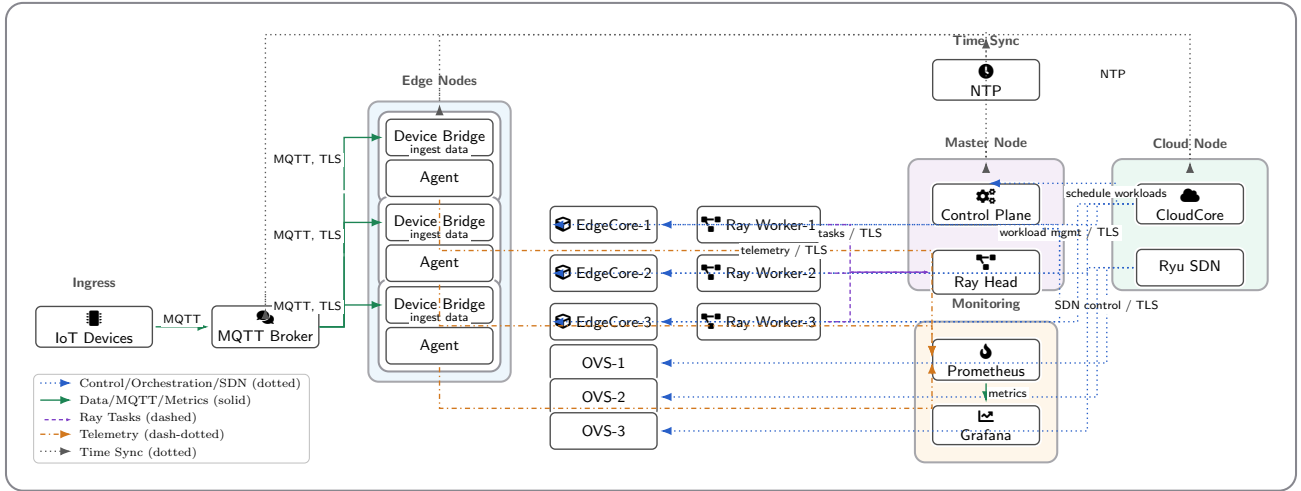 Time Sync
NTP
NTP
Edge Nodes
Device Bridge
ingest data
Agent
Device Bridge
ingest data
Agent
Device Bridge
ingest data
Agent
MQTT, TLS
MQTT, TLS
MQTT, TLS
Master Node
Control Plane
Ray Head
Cloud Node
CloudCore
Ryu SDN
schedule workloads
workload mgmt / TLS
SDN control / TLS
EdgeCore-1
Ray Worker-1
tasks / TLS
telemetry / TLS
EdgeCore-2
Ray Worker-2
EdgeCore-3
Ray Worker-3
OVS-1
OVS-2
OVS-3
Ingress
IoT Devices
MQTT
MQTT Broker
Monitoring
Prometheus
metrics
Grafana
Control/Orchestration/SDN (dotted)
Data/MQTT/Metrics (solid)
Ray Tasks (dashed)
Telemetry (dash-dotted)
Time Sync (dotted)